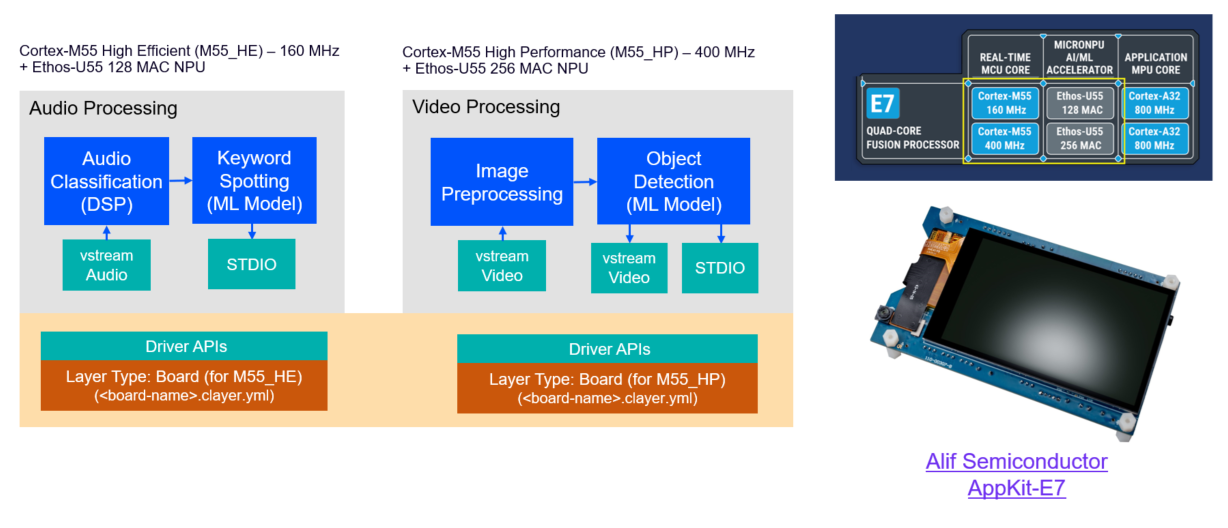 Cortex-M55 High Efficient (M55_HE) – 160 MHz
+ Ethos-U55 128 MAC NPU
Audio Processing
Audio
Classification
(DSP)
Keyword
Spotting
(ML Model)
vstream
Audio
STDIO
Driver APIs
Layer Type: Board (for M55_HE)
(<board-name>.clayer.yml)
Cortex-M55 High Performance (M55_HP) – 400 MHz
+ Ethos-U55 256 MAC NPU
Video Processing
Image
Preprocessing
Object
Detection
(ML Model)
vstream
Video
vstream
Video
STDIO
Driver APIs
Layer Type: Board (for M55_HP)
(<board-name>.clayer.yml)
REAL-TIME
MCU CORE
MICRONPU
AI/ML
ACCELERATOR
APPLICATION
MPU CORE
E7
QUAD-CORE
FUSION PROCESSOR
Cortex-M55
160 MHz
Ethos-U55
128 MAC
Cortex-A32
800 MHz
Cortex-M55
400 MHz
Ethos-U55
256 MAC
Cortex-A32
800 MHz
Alif Semiconductor
AppKit-E7